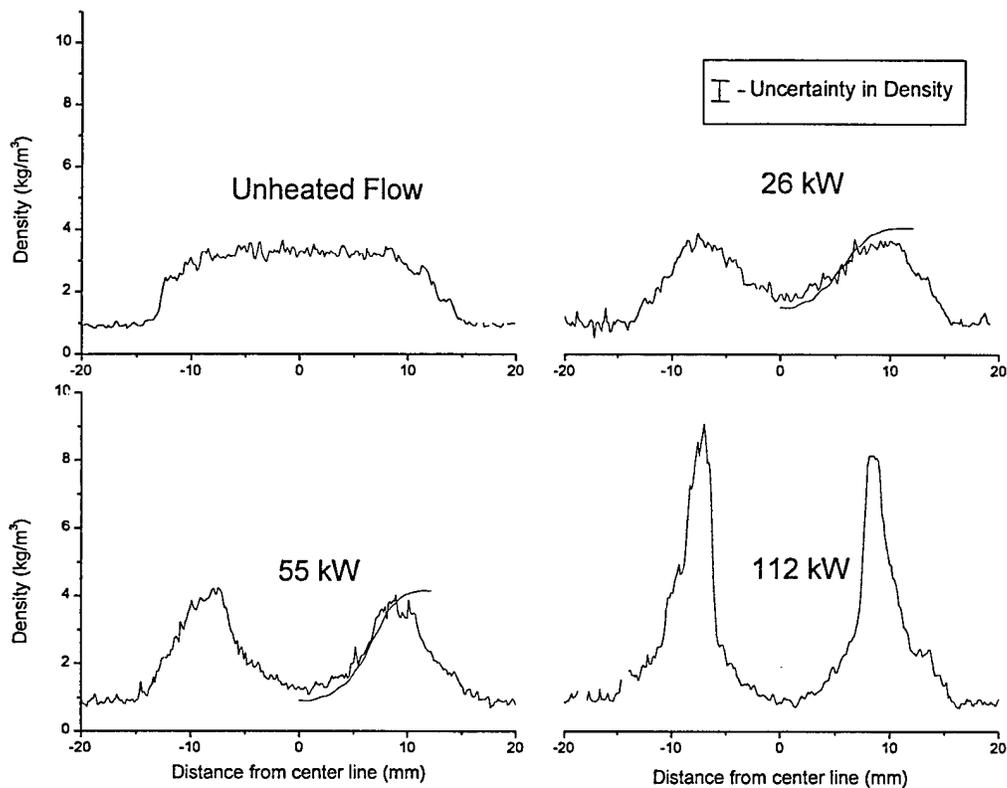 10
8
6
4
2
0
Density (kg/m³)
Unheated Flow
-20 -10 0 10 20
- Uncertainty in Density
26 kW
-20 -10 0 10 20
10
8
6
4
2
0
Density (kg/m³)
55 kW
-20 -10 0 10 20
Distance from center line (mm)
112 kW
-20 -10 0 10 20
Distance from center line (mm)